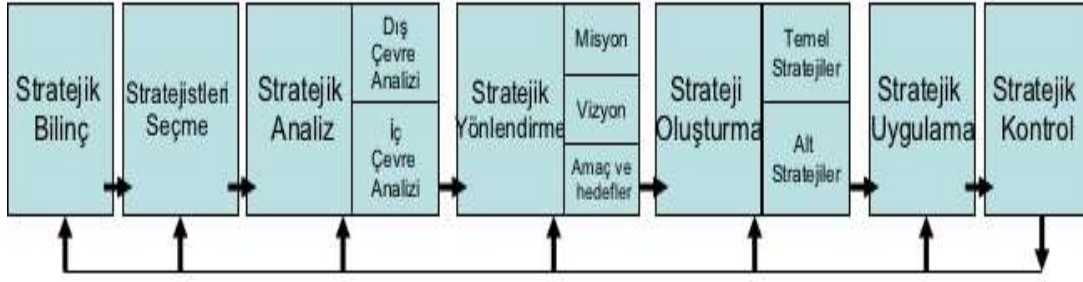 Stratejik
Bilinç
Stratejistleri
Seçme
Stratejik
Analiz
Dış
Çevre
Analizi
İç
Çevre
Analizi
Stratejik
Yönlendirme
Misyon
Vizyon
Amaç ve
hedefler
Strateji
Oluşturma
Temel
Stratejiler
Alt
Stratejiler
Stratejik
Uygulama
Stratejik
Kontrol